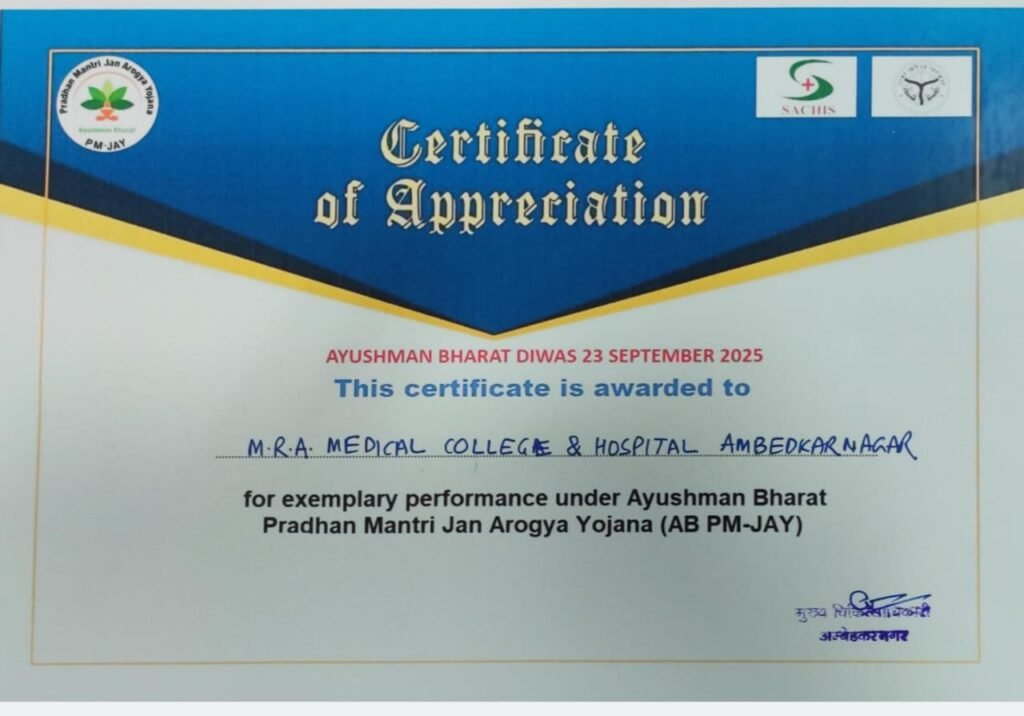 Pradhan Mantri Jan Arogya Yojana
Ayushman Bharat
PM-JAY
SACHIS
Certificate
of Appreciation
AYUSHMAN BHARAT DIWAS 23 SEPTEMBER 2025
This certificate is awarded to
M.R.A. MEDICAL COLLEGE & HOSPITAL AMBEDKARNAGAR
for exemplary performance under Ayushman Bharat
Pradhan Mantri Jan Arogya Yojana (AB PM-JAY)
मुख्य चिकित्साधिकारी
अम्बेडकरनगर